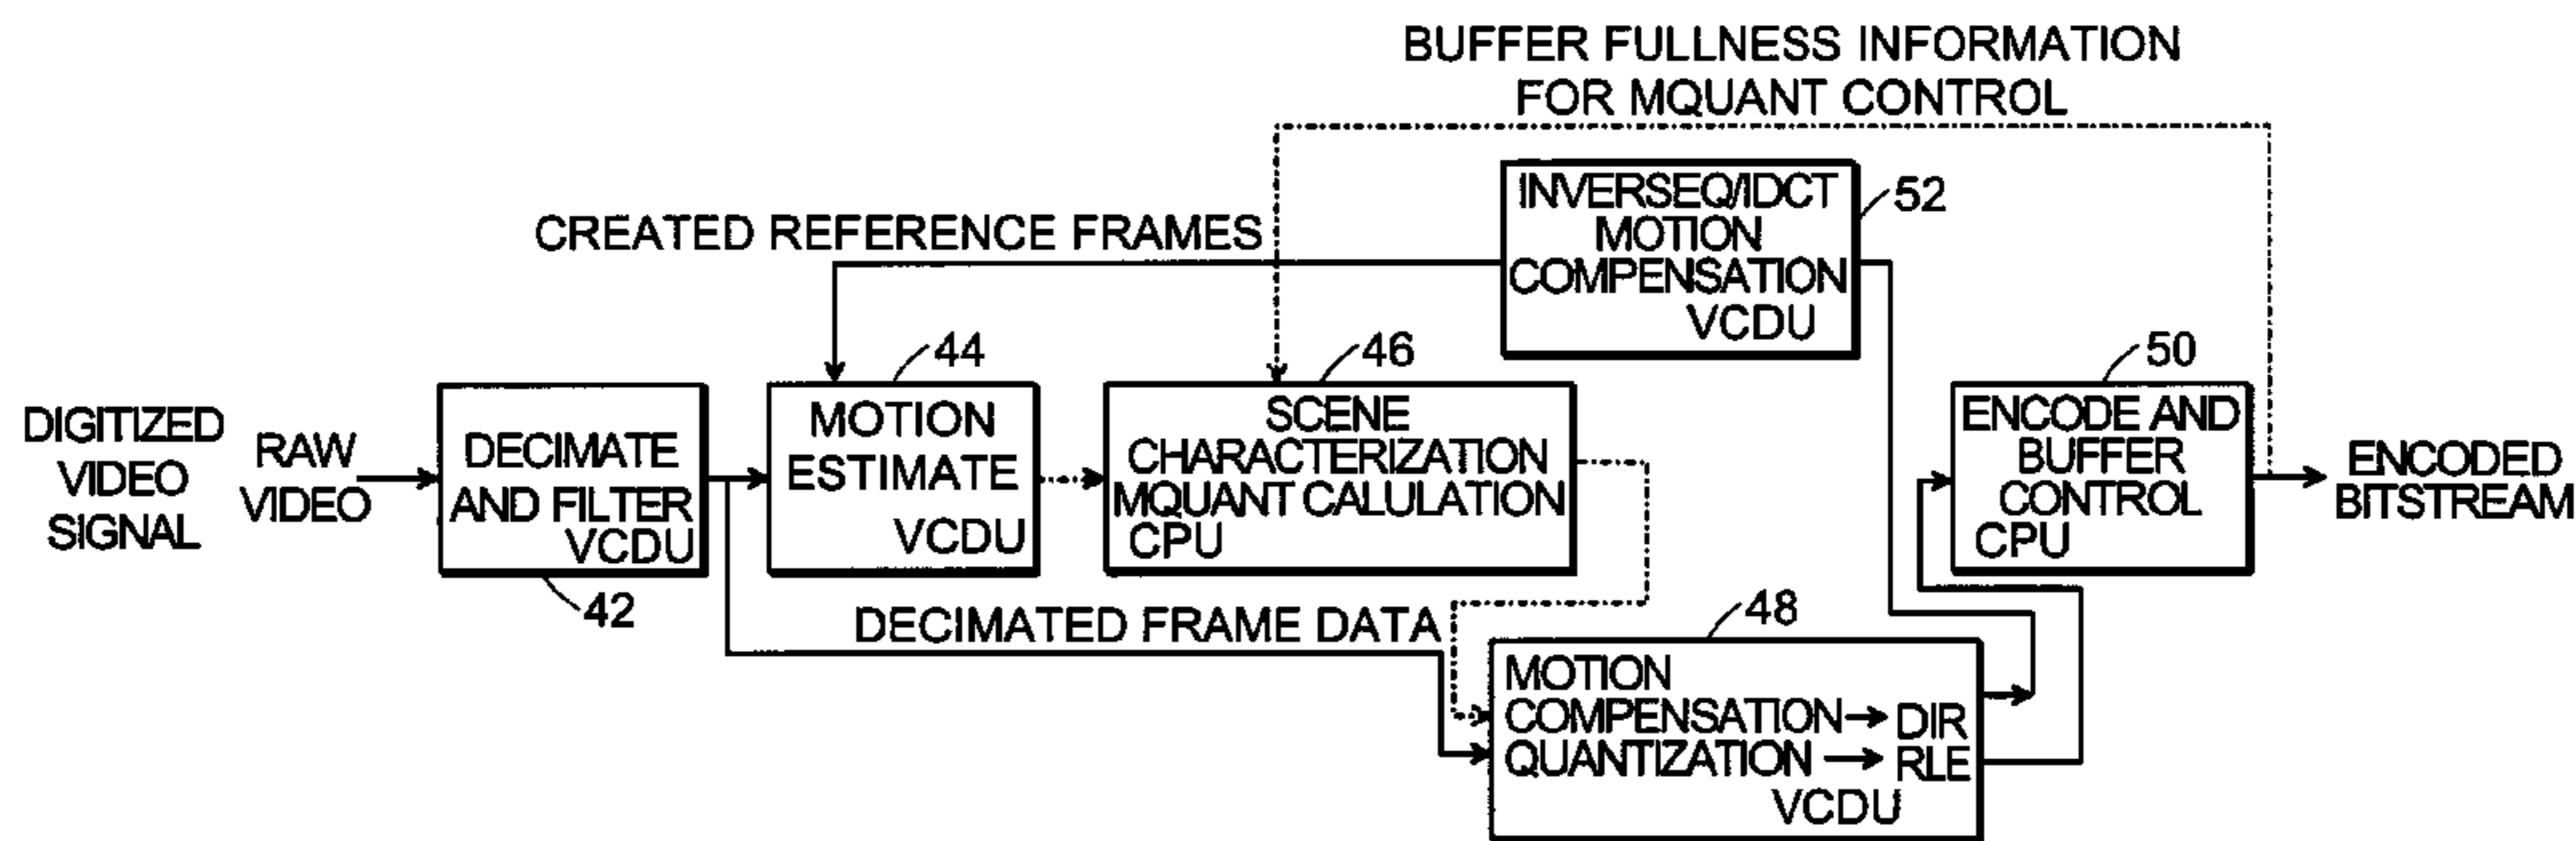 BUFFER FULLNESS INFORMATION
FOR MQUANT CONTROL
INVERSEQ/IDCT
MOTION
COMPENSATION
VCDU
52
CREATED REFERENCE FRAMES
44
46
50
DIGITIZED
VIDEO
SIGNAL
RAW
VIDEO
DECIMATE
AND FILTER
VCDU
42
MOTION
ESTIMATE
VCDU
SCENE
CHARACTERIZATION
MQUANT CALULATION
CPU
ENCODE AND
BUFFER
CONTROL
CPU
ENCODED
BITSTREAM
DECIMATED FRAME DATA
48
MOTION
COMPENSATION → DIR
QUANTIZATION → RLE
VCDU